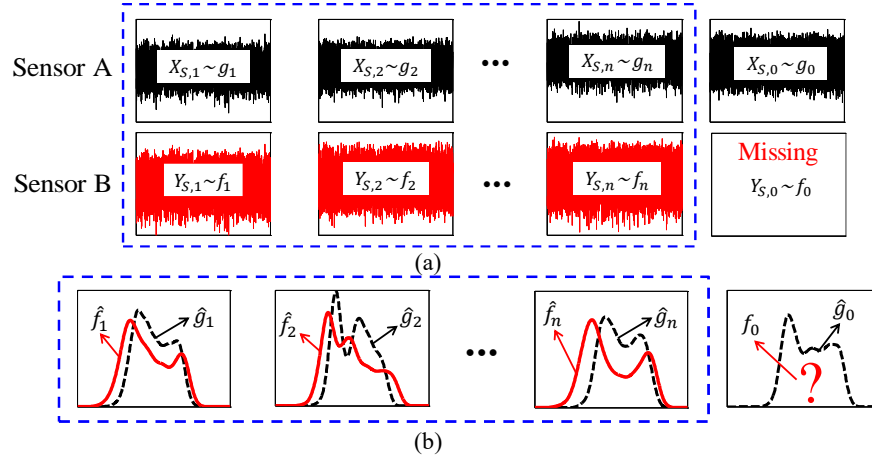 Sensor A
X_{S,1}~g_1
X_{S,2}~g_2
•••
X_{S,n}~g_n
X_{S,0}~g_0
Sensor B
Y_{S,1}~f_1
Y_{S,2}~f_2
•••
Y_{S,n}~f_n
Missing
Y_{S,0}~f_0
(a)
f̂_1
ĝ_1
f̂_2
ĝ_2
•••
f̂_n
ĝ_n
f_0
ĝ_0
?
(b)